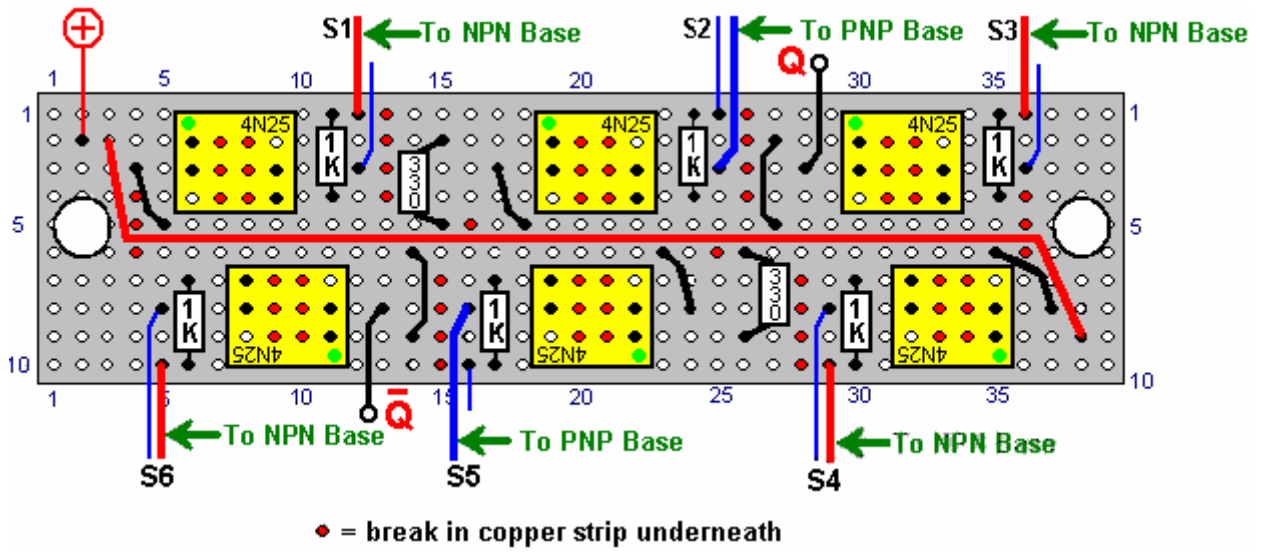 S1 To NPN Base S2 To PNP Base S3 To NPN Base
Q
1 5 10 15 20 25 30 35
1 4N25 1K 4N25 1K 4N25 1K 1
330
5 5
1K 1K 330 1K
4N25 4N25 4N25
10 10
1 5 10 15 20 25 30 35
Q̅
To NPN Base To PNP Base To NPN Base
S6 S5 S4
= break in copper strip underneath